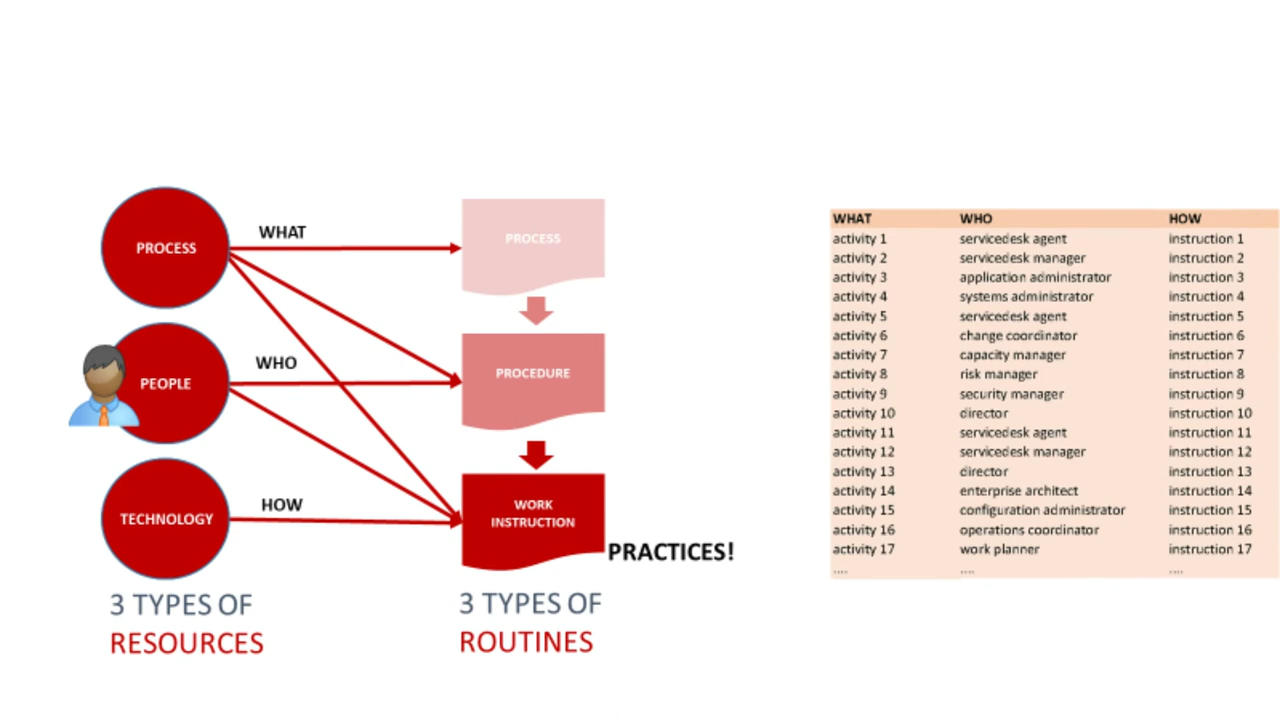 WHAT
PROCESS
PROCESS
WHO
PEOPLE
PROCEDURE
HOW
TECHNOLOGY
WORK
INSTRUCTION
PRACTICES!
3 TYPES OF
RESOURCES
3 TYPES OF
ROUTINES
WHAT WHO HOW
activity 1 servicedesk agent instruction 1
activity 2 servicedesk manager instruction 2
activity 3 application administrator instruction 3
activity 4 systems administrator instruction 4
activity 5 servicedesk agent instruction 5
activity 6 change coordinator instruction 6
activity 7 capacity manager instruction 7
activity 8 risk manager instruction 8
activity 9 security manager instruction 9
activity 10 director instruction 10
activity 11 servicedesk agent instruction 11
activity 12 servicedesk manager instruction 12
activity 13 director instruction 13
activity 14 enterprise architect instruction 14
activity 15 configuration administrator instruction 15
activity 16 operations coordinator instruction 16
activity 17 work planner instruction 17
.... .... ....